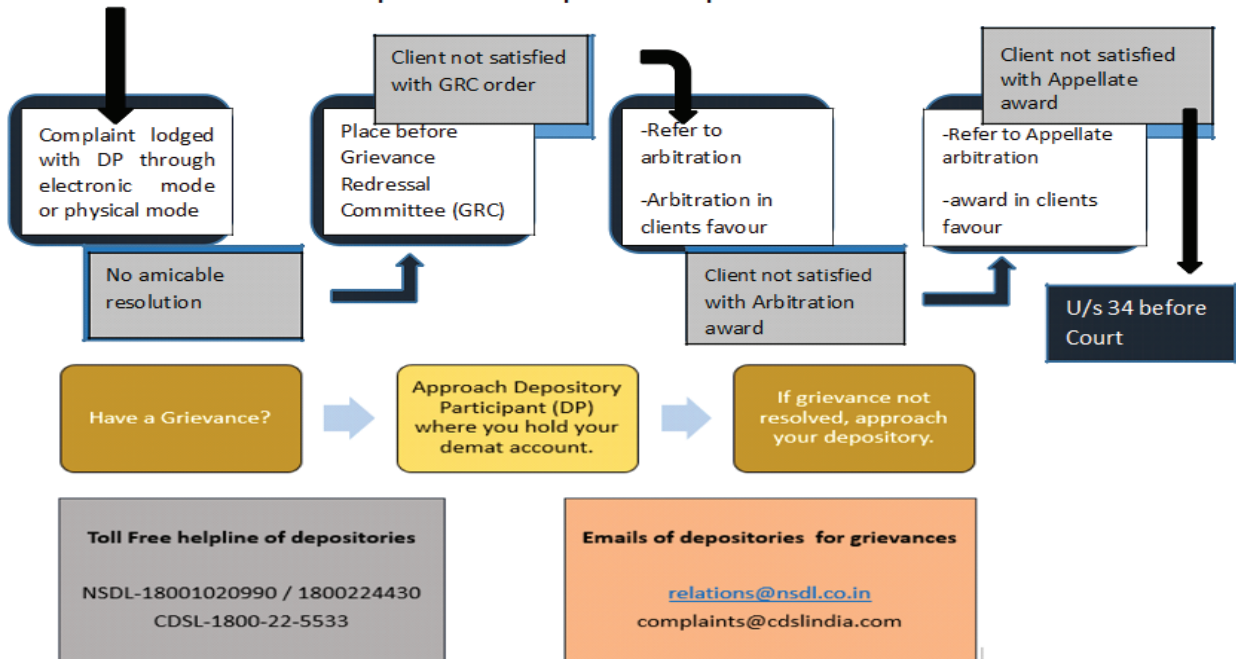 Client not satisfied
with GRC order
Client not satisfied
with Appellate
award
Complaint lodged
with DP through
electronic mode
or physical mode
Place before
Grievance
Redressal
Committee (GRC)
-Refer to
arbitration
-Arbitration in
clients favour
-Refer to Appellate
arbitration
-award in clients
favour
No amicable
resolution
Client not satisfied
with Arbitration
award
U/s 34 before
Court
Have a Grievance?
Approach Depository
Participant (DP)
where you hold your
demat account.
If grievance not
resolved, approach
your depository.
Toll Free helpline of depositories
NSDL-18001020990 / 1800224430
CDSL-1800-22-5533
Emails of depositories for grievances
relations@nsdl.co.in
complaints@cdslindia.com